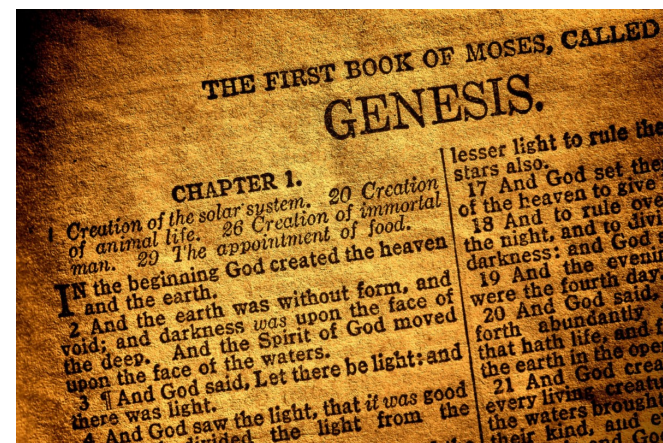 THE FIRST BOOK OF MOSES, CALLED
GENESIS.
CHAPTER 1.
1 Creation of the solar system. 20 Creation
of animal life. 26 Creation of immortal
man. 29 The appointment of food.
IN the beginning God created the heaven
and the earth.
2 And the earth was without form, and
void; and darkness was upon the face of
the deep. And the Spirit of God moved
upon the face of the waters.
3 ¶ And God said, Let there be light: and
there was light.
4 And God saw the light, that it was good
divided the light from the
lesser light to rule the
stars also.
17 And God set the
of the heaven to give
18 And to rule over
the night, and to divi
darkness: and God
19 And the evenin
were the fourth day
20 And God said,
forth abundantly
that hath life, and f
the earth in the ope
21 And God crea
every living creatu
the waters brought
their kind, and e